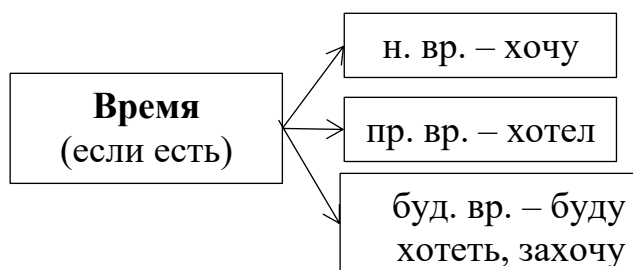 Время
(если есть)
н. вр. – хочу
пр. вр. – хотел
буд. вр. – буду
хотеть, захочу